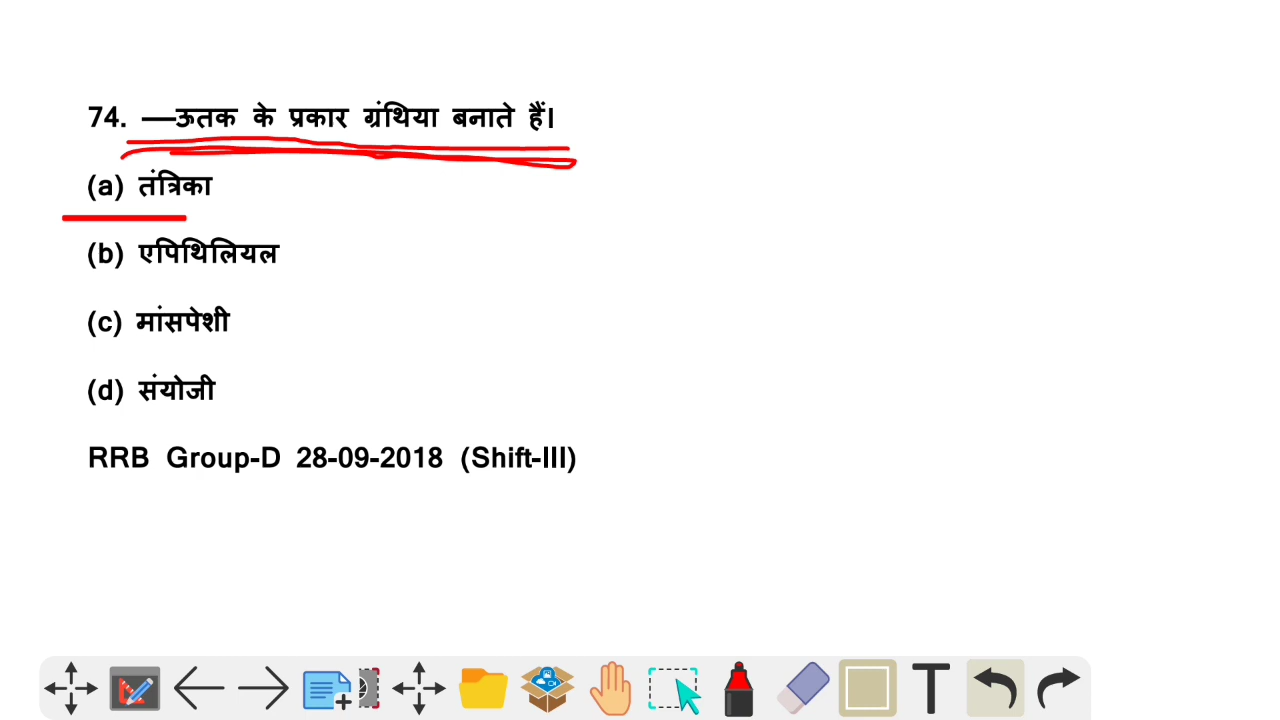 74. —ऊतक के प्रकार ग्रंथिया बनाते हैं।
(a) तंत्रिका
(b) एपिथिलियल
(c) मांसपेशी
(d) संयोजी
RRB Group-D 28-09-2018 (Shift-III)
T